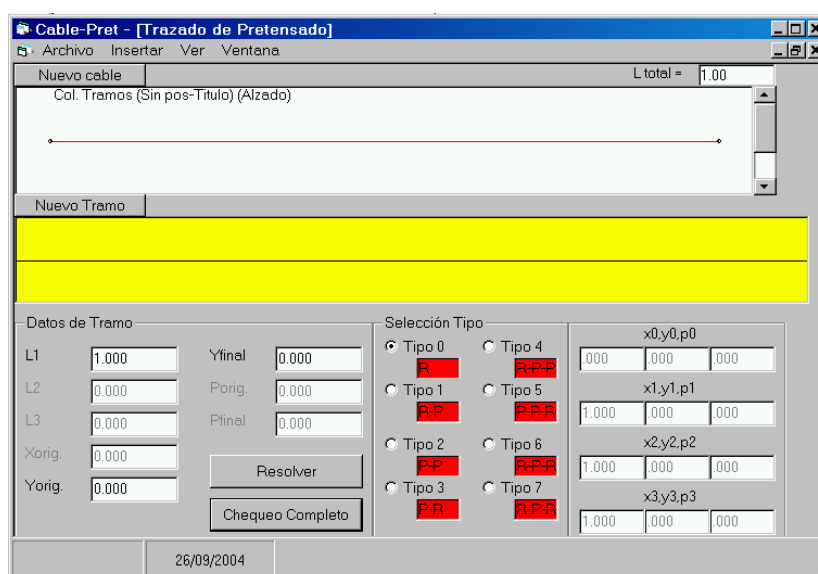 Cable-Pret - [Trazado de Pretensado]
Archivo Insertar Ver Ventana
Nuevo cable L total = 1.00
Col. Tramos (Sin pos-Titulo) (Alzado)
Nuevo Tramo
Datos de Tramo
L1 1.000 Yfinal 0.000
L2 0.000 Porig. 0.000
L3 0.000 Pfinal 0.000
Xorig. 0.000
Yorig. 0.000
Resolver
Chequeo Completo
Selección Tipo
Tipo 0 Tipo 4
R R-P-P
Tipo 1 Tipo 5
R-P P-P-R
Tipo 2 Tipo 6
P-P R-P-R
Tipo 3 Tipo 7
P-R R-P-R
x0,y0,p0
.000 .000 .000
x1,y1,p1
1.000 .000 .000
x2,y2,p2
1.000 .000 .000
x3,y3,p3
1.000 .000 .000
26/09/2004